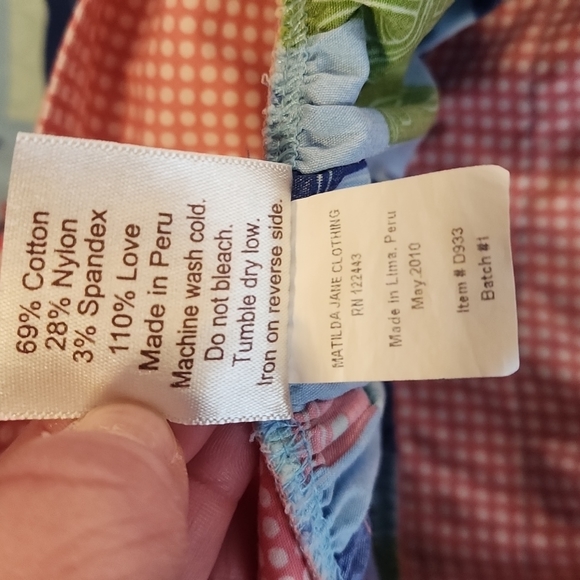 69% Cotton
28% Nylon
3% Spandex
110% Love
Made in Peru
Machine wash cold.
Do not bleach.
Tumble dry low.
Iron on reverse side.
MATILDA JANE CLOTHING
RN 122443
Made in Lima, Peru
May.2010
Item # D933
Batch #1